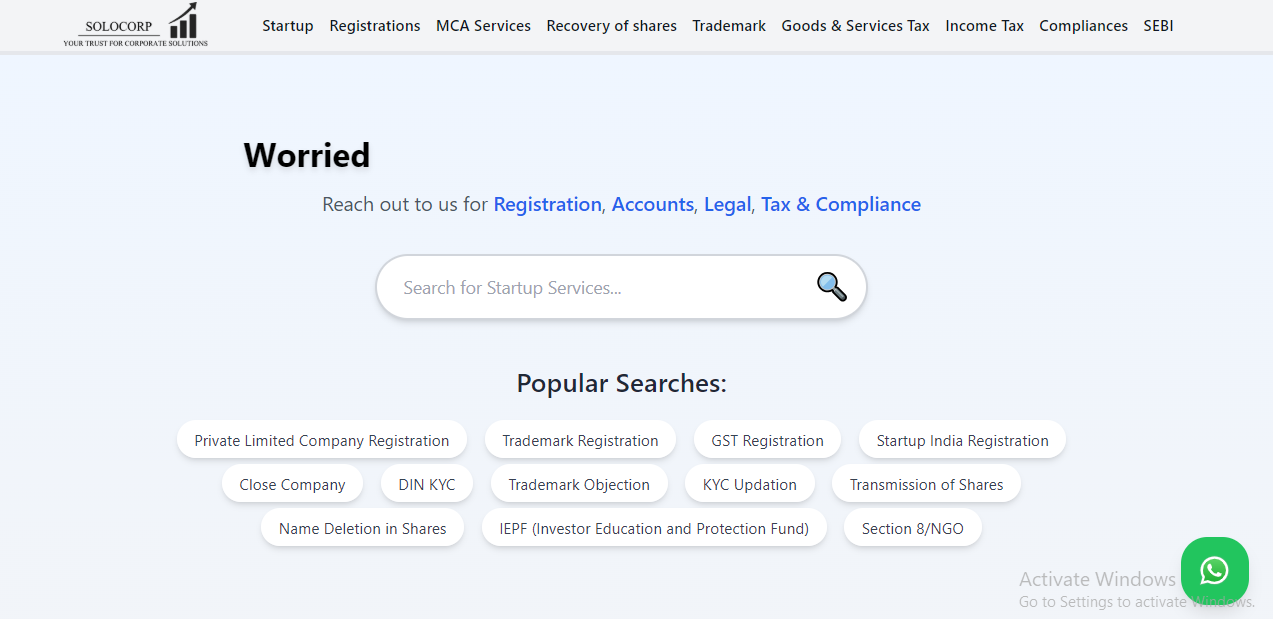 SOLOCORP
YOUR TRUST FOR CORPORATE SOLUTIONS
Startup Registrations MCA Services Recovery of shares Trademark Goods & Services Tax Income Tax Compliances SEBI
Worried
Reach out to us for Registration, Accounts, Legal, Tax & Compliance
Search for Startup Services...
Popular Searches:
Private Limited Company Registration Trademark Registration GST Registration Startup India Registration
Close Company DIN KYC Trademark Objection KYC Updation Transmission of Shares
Name Deletion in Shares IEPF (Investor Education and Protection Fund) Section 8/NGO
Activate Windows
Go to Settings to activate Windows.